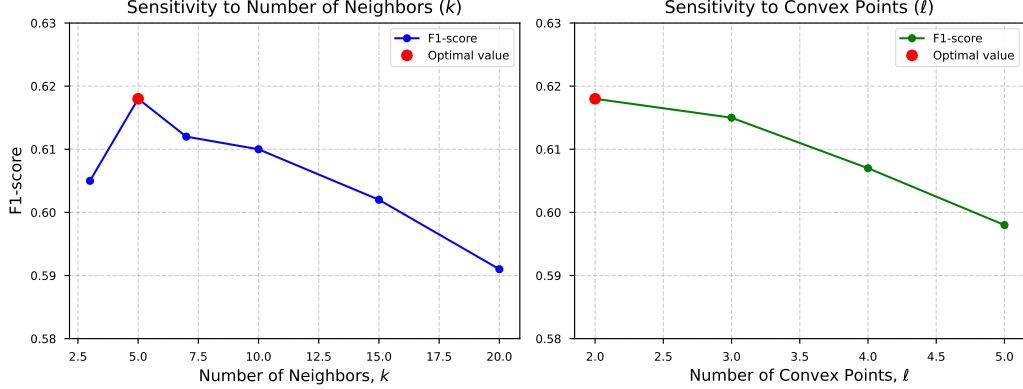 Sensitivity to Number of Neighbors (k)
0.63
0.62
0.61
0.60
0.59
0.58
F1-score
F1-score
Optimal value
2.5 5.0 7.5 10.0 12.5 15.0 17.5 20.0
Number of Neighbors, k
Sensitivity to Convex Points (ℓ)
0.63
0.62
0.61
0.60
0.59
0.58
F1-score
Optimal value
2.0 2.5 3.0 3.5 4.0 4.5 5.0
Number of Convex Points, ℓ